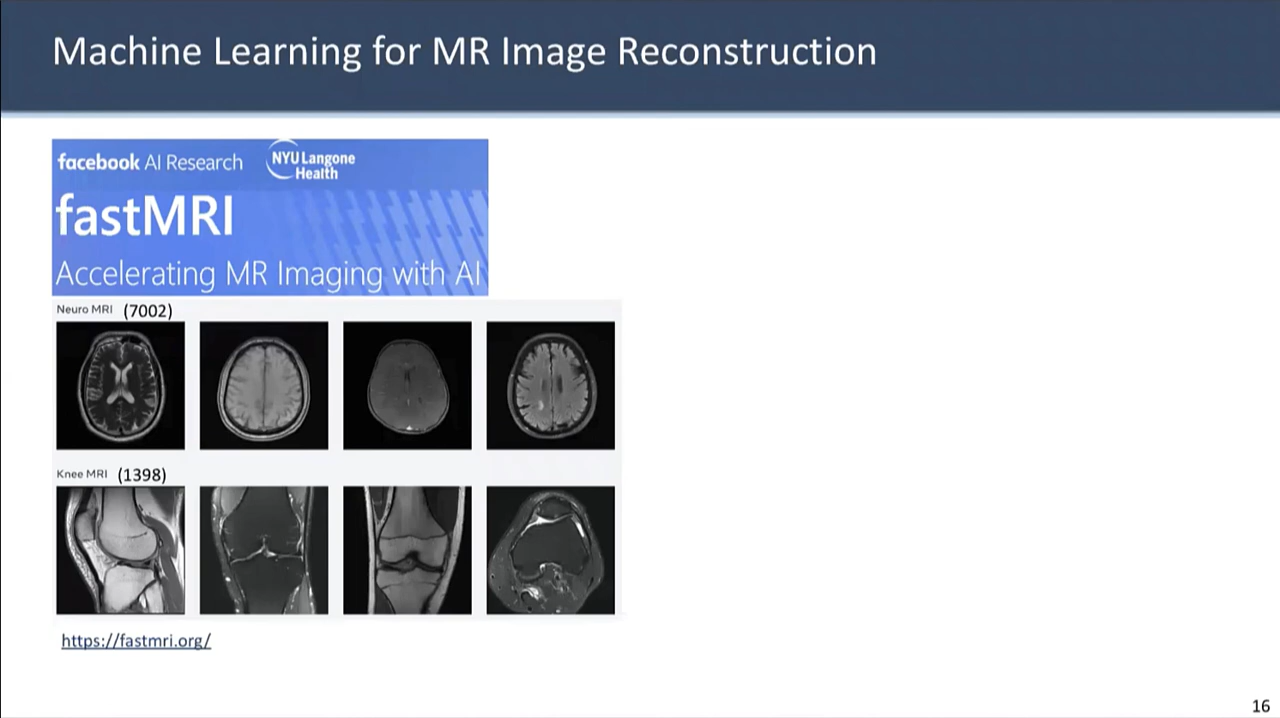 Machine Learning for MR Image Reconstruction
facebook AI Research
NYU Langone
Health
fastMRI
Accelerating MR Imaging with AI
Neuro MRI (7002)
Knee MRI (1398)
https://fastmri.org/
16